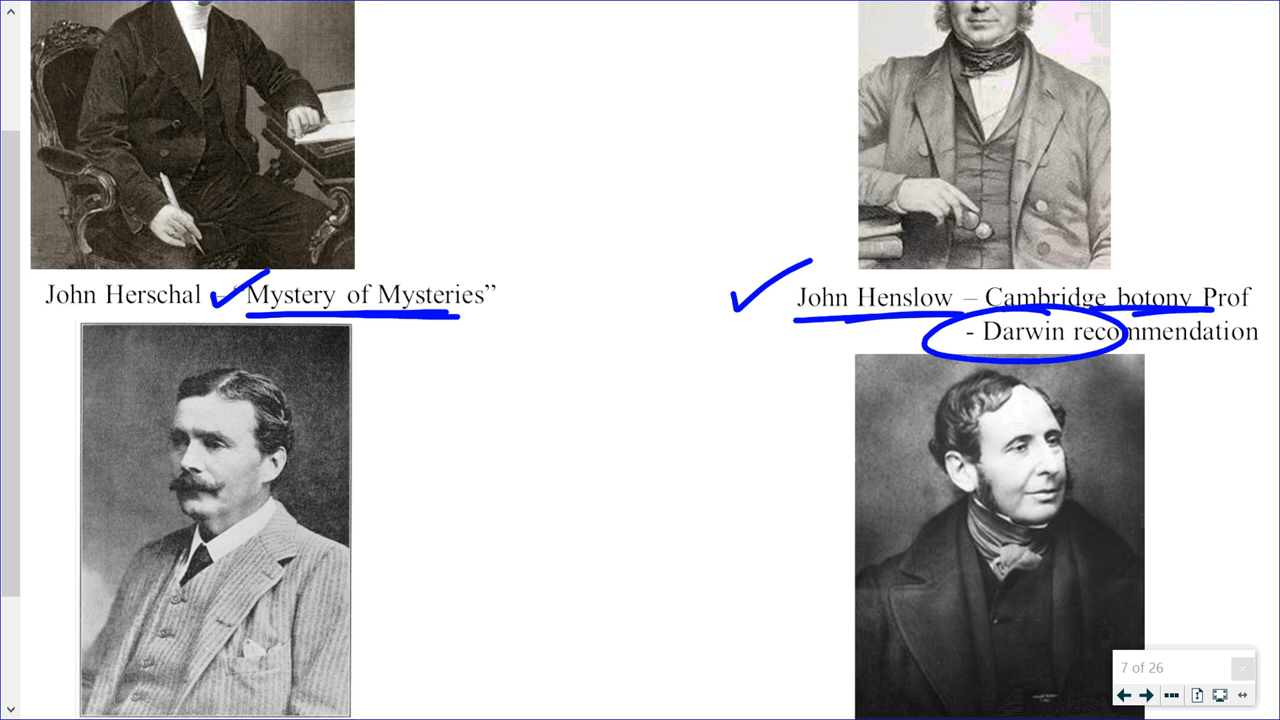 John Herschal – “Mystery of Mysteries”
John Henslow – Cambridge botony Prof
- Darwin recommendation
7 of 26